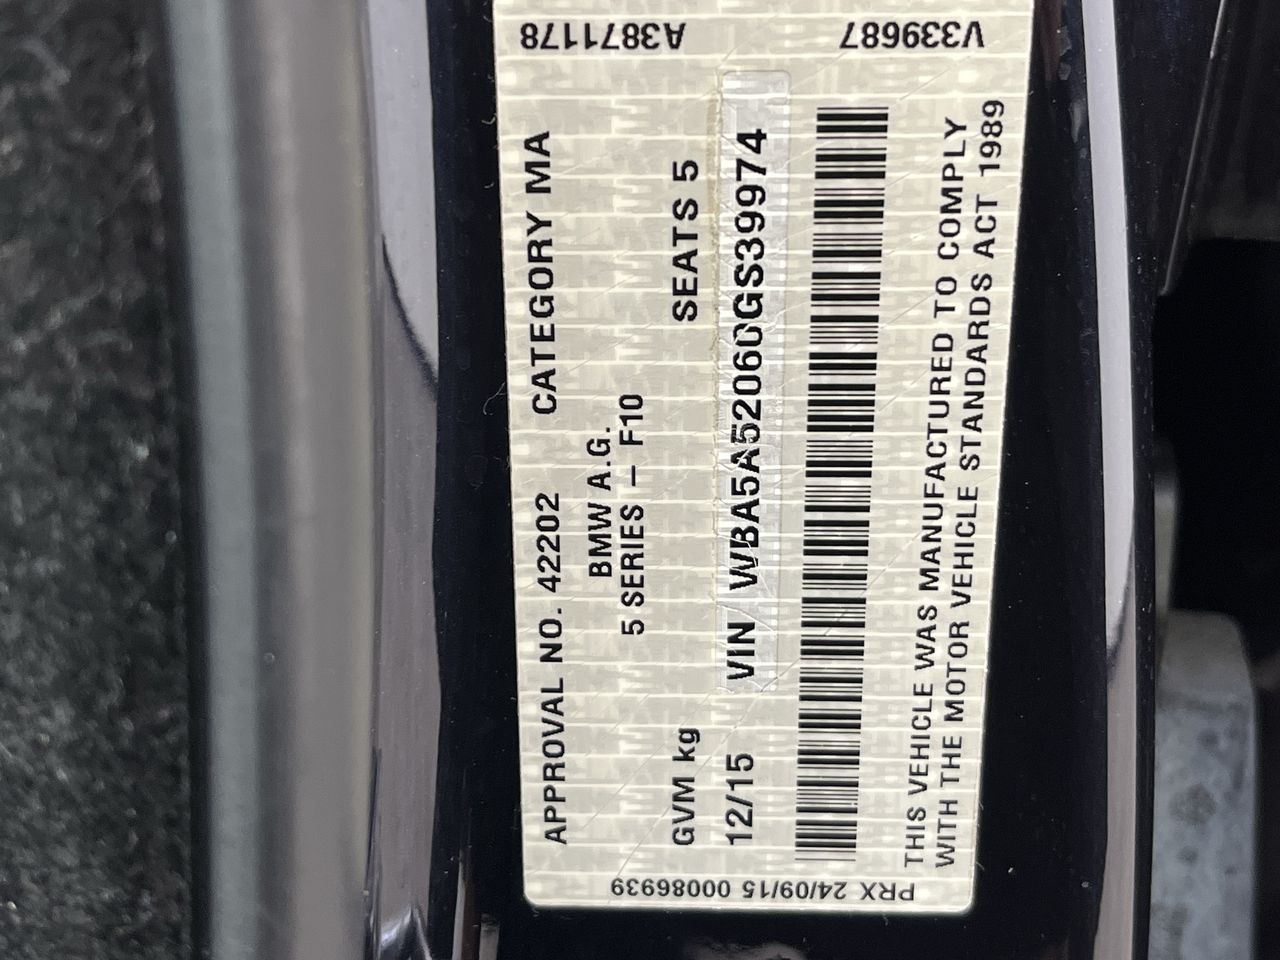 APPROVAL NO. 42202 CATEGORY MA
BMW A.G.
5 SERIES – F10
GVM kg SEATS 5
12/15 VIN WBA5A52060GS39974
THIS VEHICLE WAS MANUFACTURED TO COMPLY
WITH THE MOTOR VEHICLE STANDARDS ACT 1989
A3871178
V339687
PRX 24/09/15 00086939